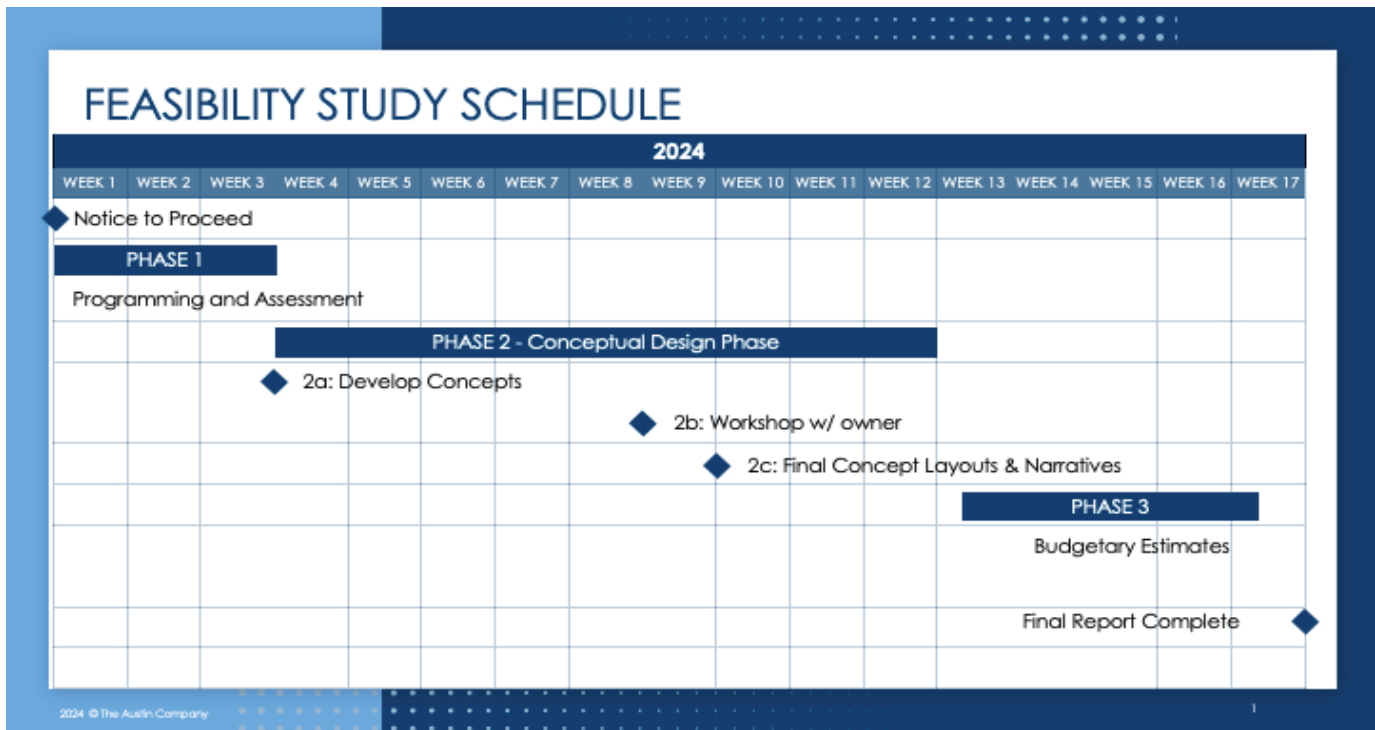 FEASIBILITY STUDY SCHEDULE
2024
WEEK 1 WEEK 2 WEEK 3 WEEK 4 WEEK 5 WEEK 6 WEEK 7 WEEK 8 WEEK 9 WEEK 10 WEEK 11 WEEK 12 WEEK 13 WEEK 14 WEEK 15 WEEK 16 WEEK 17
Notice to Proceed
PHASE 1
Programming and Assessment
PHASE 2 - Conceptual Design Phase
2a: Develop Concepts
2b: Workshop w/ owner
2c: Final Concept Layouts & Narratives
PHASE 3
Budgetary Estimates
Final Report Complete
2024 © The Austin Company
1